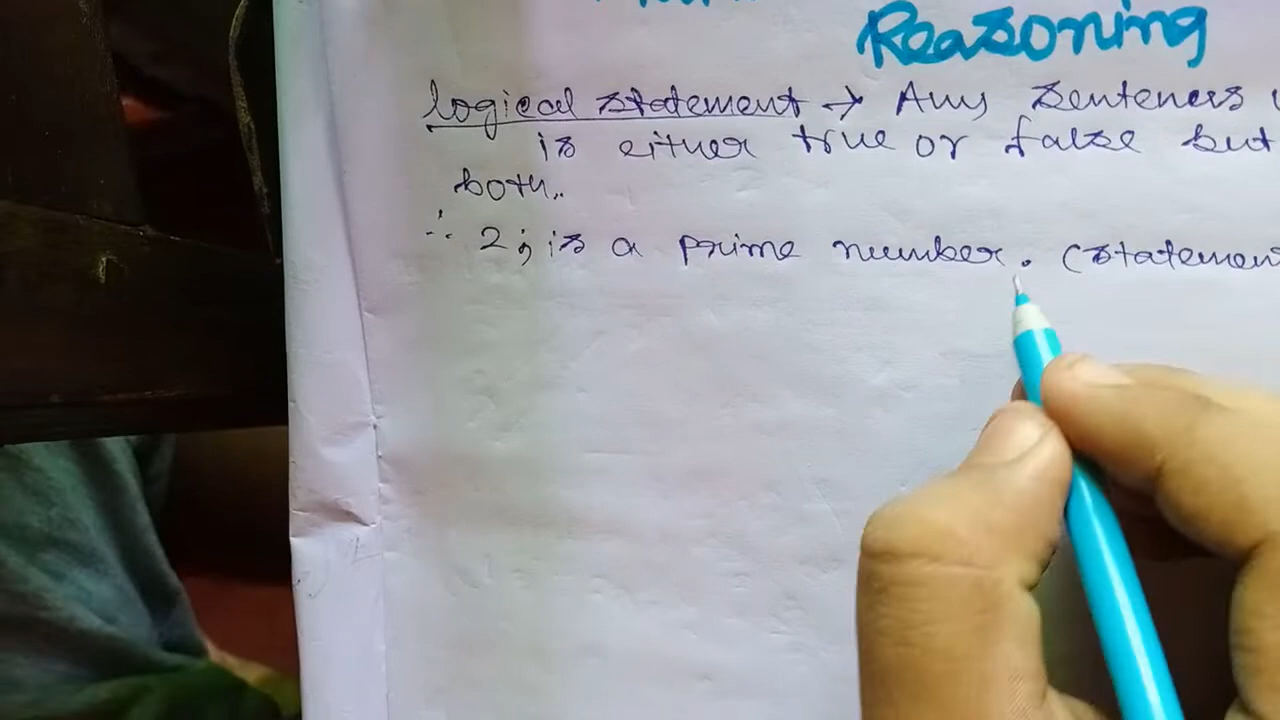 Reasoning
logical statement → Any sentences
is either true or false but
both..
∴ 2, is a prime number. (statement